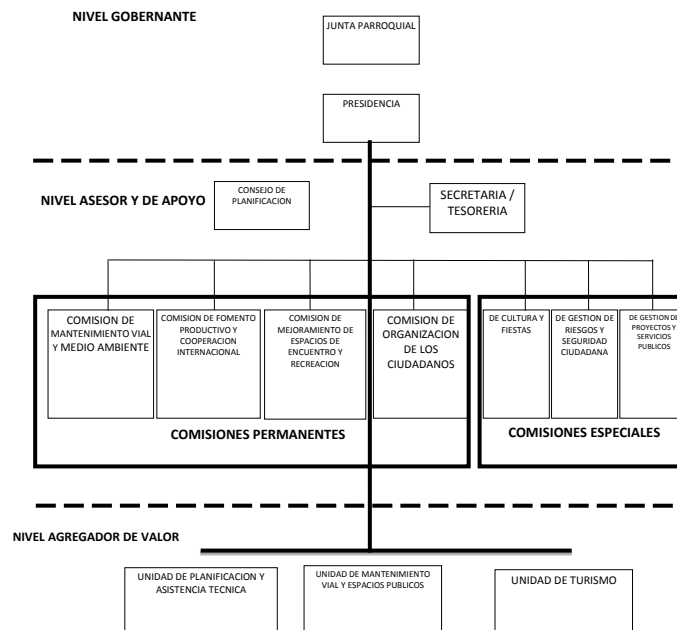 NIVEL GOBERNANTE
JUNTA PARROQUIAL
PRESIDENCIA
NIVEL ASESOR Y DE APOYO
CONSEJO DE
PLANIFICACION
SECRETARIA /
TESORERIA
COMISION DE
MANTENIMIENTO VIAL
Y MEDIO AMBIENTE
COMISION DE FOMENTO
PRODUCTIVO Y
COOPERACION
INTERNACIONAL
COMISION DE
MEJORAMIENTO DE
ESPACIOS DE
ENCUENTRO Y
RECREACION
COMISION DE
ORGANIZACION
DE LOS
CIUDADANOS
DE CULTURA Y
FIESTAS
DE GESTION DE
RIESGOS Y
SEGURIDAD
CIUDADANA
DE GESTION DE
PROYECTOS Y
SERVICIOS
PUBLICOS
COMISIONES PERMANENTES
COMISIONES ESPECIALES
NIVEL AGREGADOR DE VALOR
UNIDAD DE PLANIFICACION Y
ASISTENCIA TECNICA
UNIDAD DE MANTENIMIENTO
VIAL Y ESPACIOS PUBLICOS
UNIDAD DE TURISMO